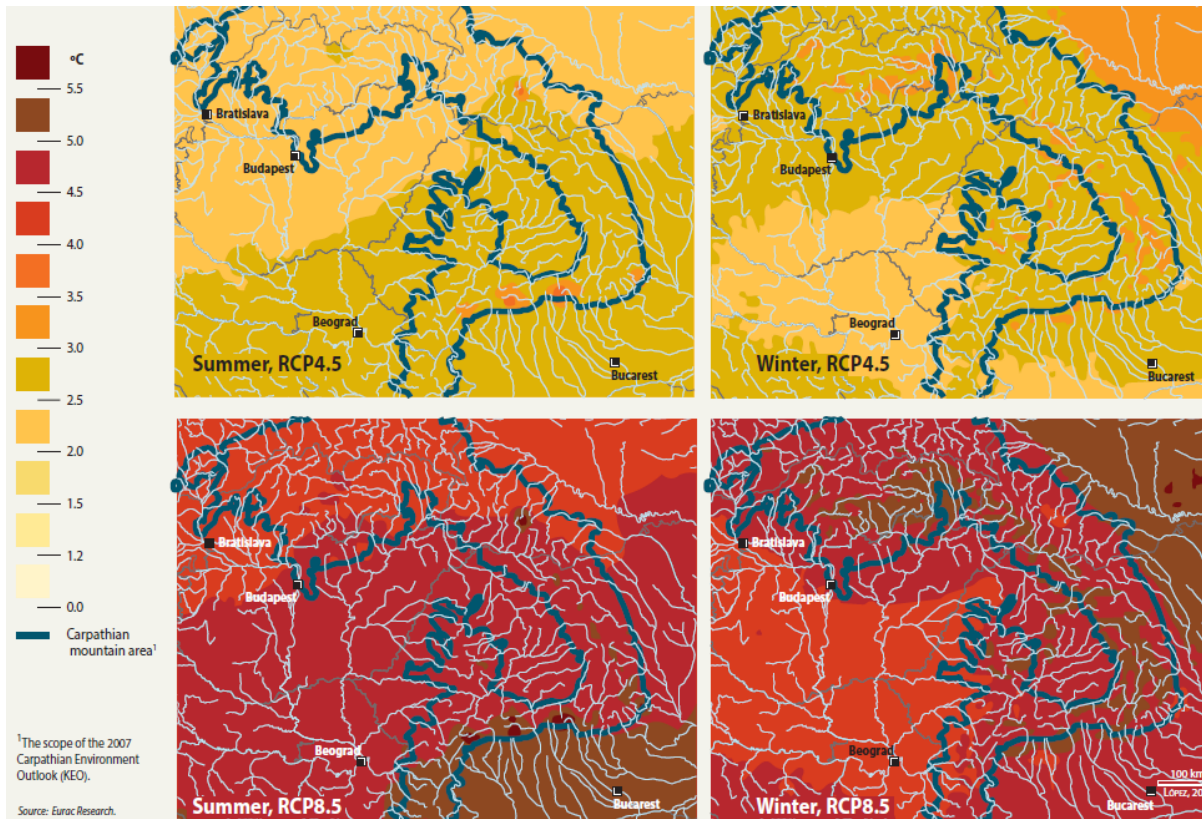 ºC
5.5
5.0
4.5
4.0
3.5
3.0
2.5
2.0
1.5
1.2
0.0
Carpathian
mountain area¹
¹The scope of the 2007
Carpathian Environment
Outlook (KEO).
Source: Eurac Research.
Bratislava
Budapest
Beograd
Bucarest
Summer, RCP4.5
Bratislava
Budapest
Beograd
Bucarest
Winter, RCP4.5
Bratislava
Budapest
Beograd
Bucarest
Summer, RCP8.5
Bratislava
Budapest
Beograd
Bucarest
Winter, RCP8.5
100 km
López, 20